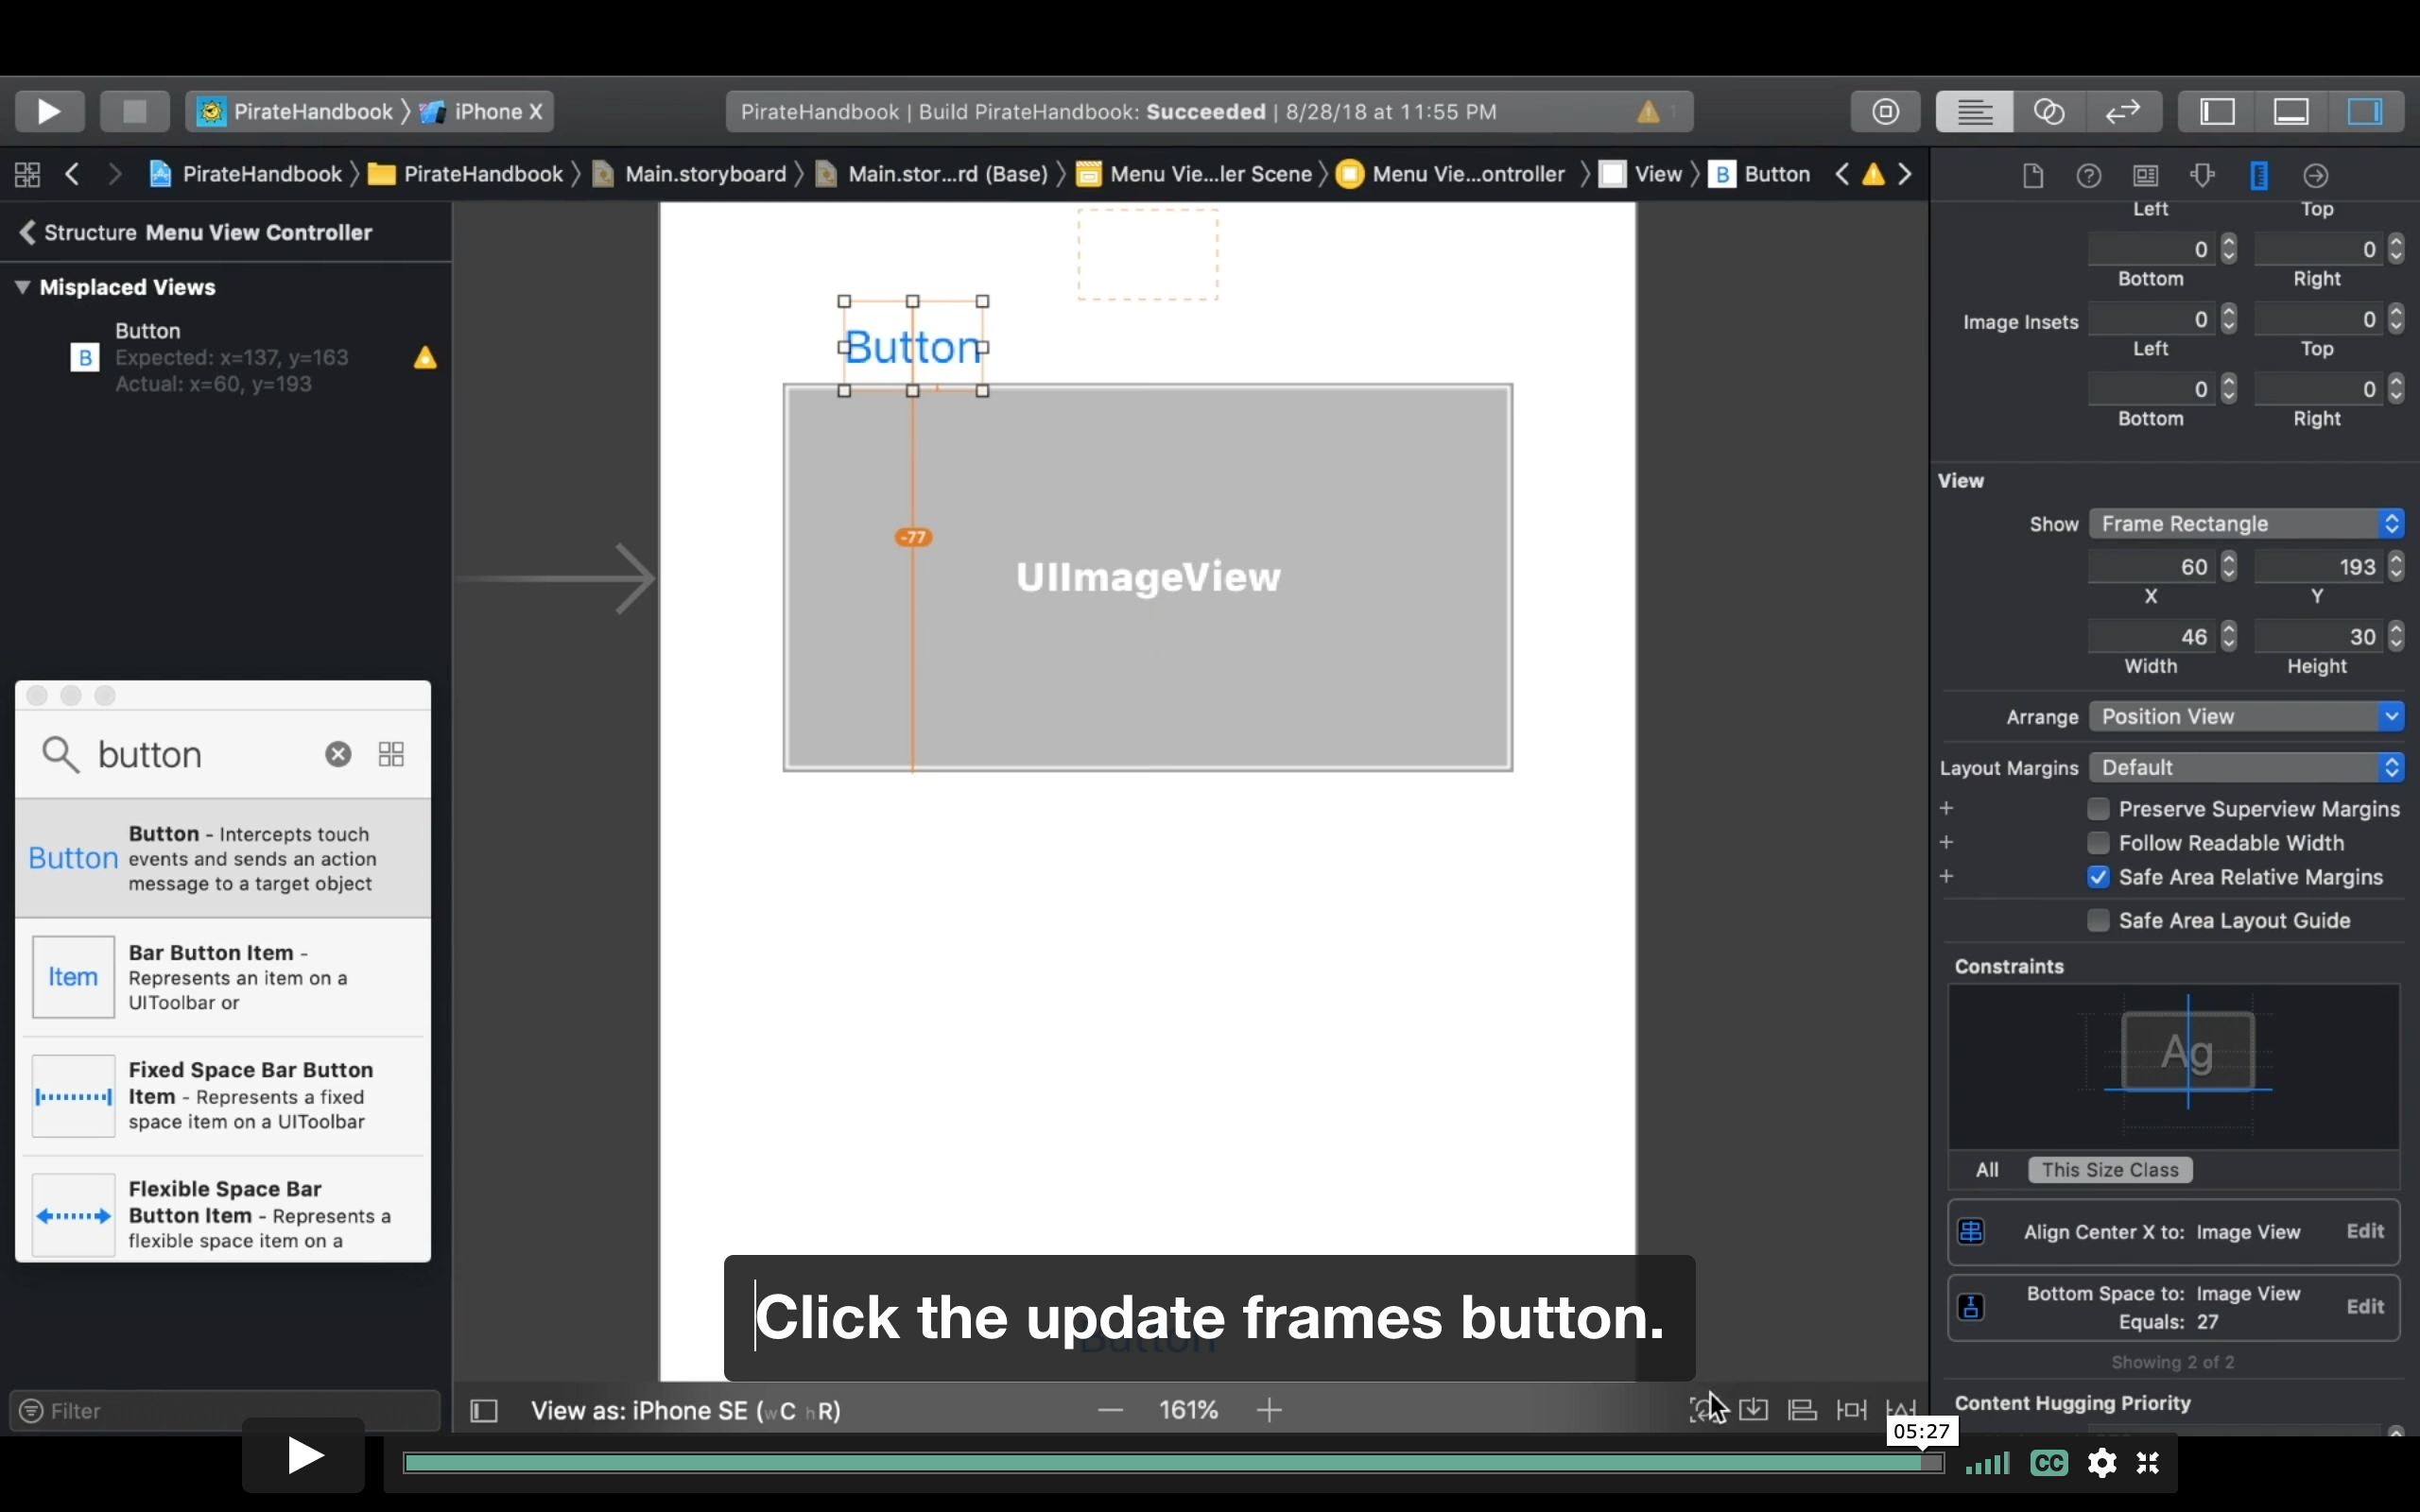 PirateHandbook 〉 iPhone X
PirateHandbook | Build PirateHandbook: Succeeded | 8/28/18 at 11:55 PM
1
PirateHandbook 〉 PirateHandbook 〉 Main.storyboard 〉 Main.stor...rd (Base) 〉 Menu Vie...ler Scene 〉 Menu Vie...ontroller 〉 View 〉 B Button
Structure Menu View Controller
Misplaced Views
Button
B
Expected: x=137, y=163
Actual: x=60, y=193
button
Button
Button - Intercepts touch
events and sends an action
message to a target object
Item
Bar Button Item -
Represents an item on a
UIToolbar or
Fixed Space Bar Button
Item - Represents a fixed
space item on a UIToolbar
Flexible Space Bar
Button Item - Represents a
flexible space item on a
Filter
Button
-77
UIImageView
Button
Click the update frames button.
View as: iPhone SE (wC hR)
161%
Left Top
0 0
Bottom Right
Image Insets 0 0
Left Top
0 0
Bottom Right
View
Show Frame Rectangle
60 193
X Y
46 30
Width Height
Arrange Position View
Layout Margins Default
Preserve Superview Margins
Follow Readable Width
Safe Area Relative Margins
Safe Area Layout Guide
Constraints
Ag
All This Size Class
Align Center X to: Image View Edit
Bottom Space to: Image View Edit
Equals: 27
Showing 2 of 2
Content Hugging Priority
05:27
CC